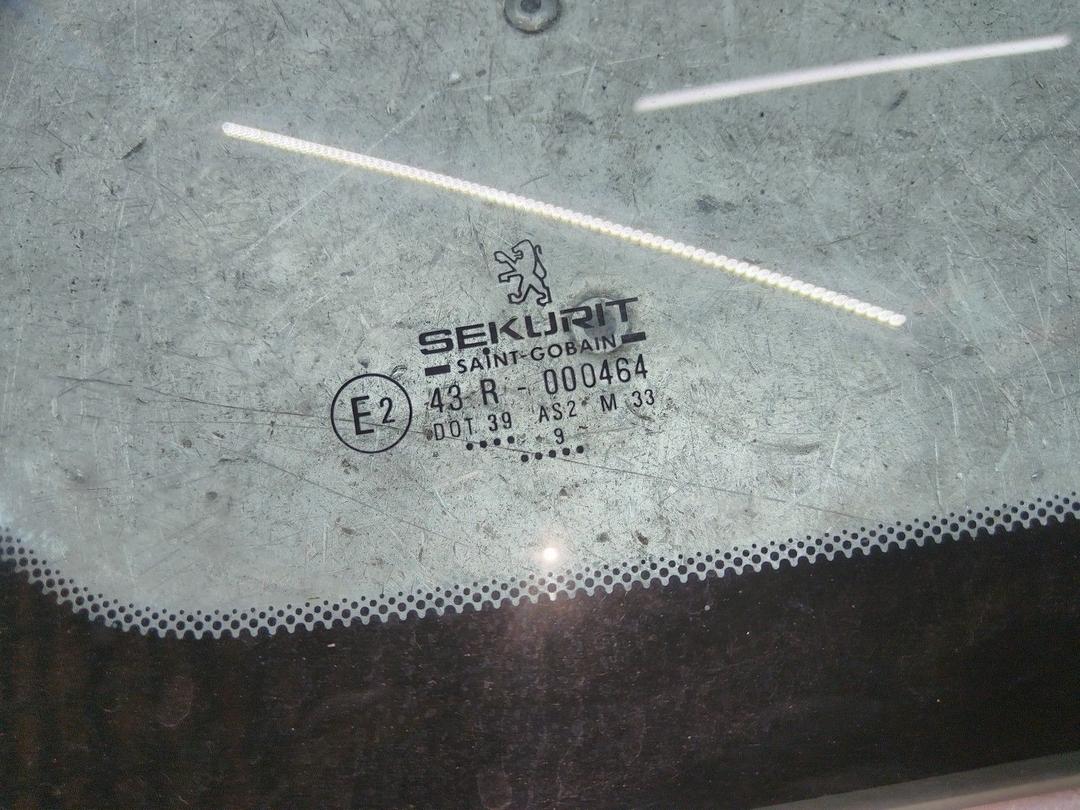 SEKURIT
SAINT-GOBAIN
E2 43 R - 000464
DOT 39 AS2 M 33
.... 9
.....